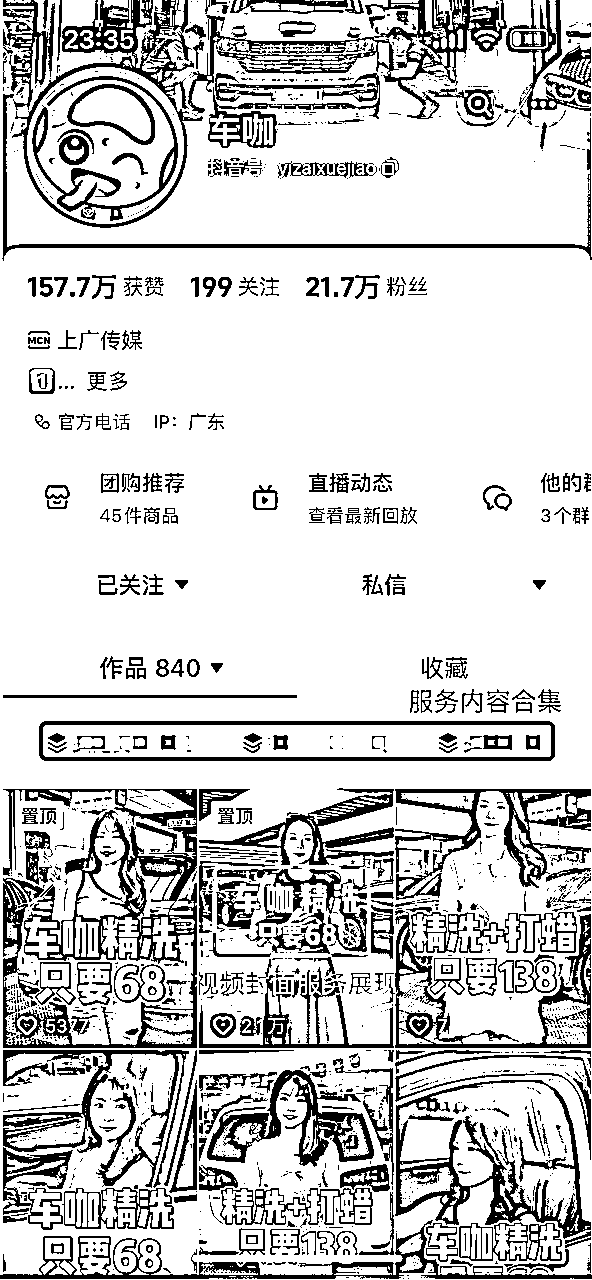 23:35
车咖
抖音号 yizaixuejiao
157.7万 获赞 199 关注 21.7万 粉丝
MCN 上广传媒
... 更多
官方电话 IP：广东
团购推荐 直播动态 他的群
45件商品 查看最新回放 3个群
已关注 私信
作品 840 收藏
服务内容合集
置顶 置顶
车咖精洗 车咖精洗 精洗+打蜡
只要68 只要68 只要138
视频封面服务展现
车咖精洗 精洗+打蜡 车咖精洗
只要68 只要138